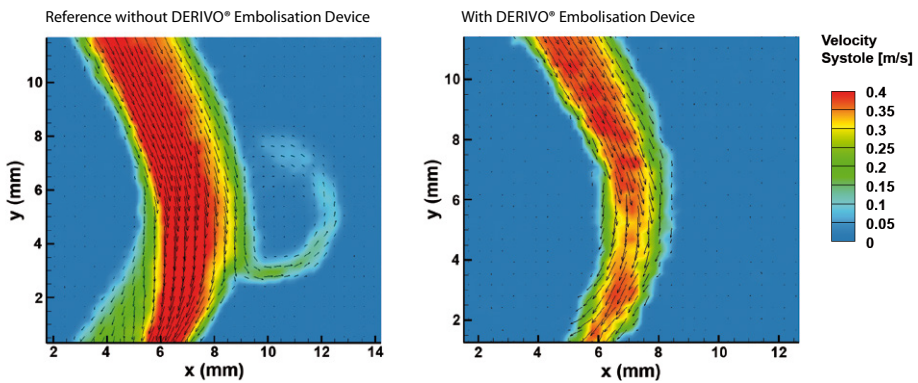 Reference without DERIVO® Embolisation Device
With DERIVO® Embolisation Device
Velocity
Systole [m/s]
0.4
0.35
0.3
0.25
0.2
0.15
0.1
0.05
0
10
8
6
4
2
y (mm)
2 4 6 8 10 12 14
x (mm)
10
8
6
4
2
y (mm)
2 4 6 8 10 12
x (mm)